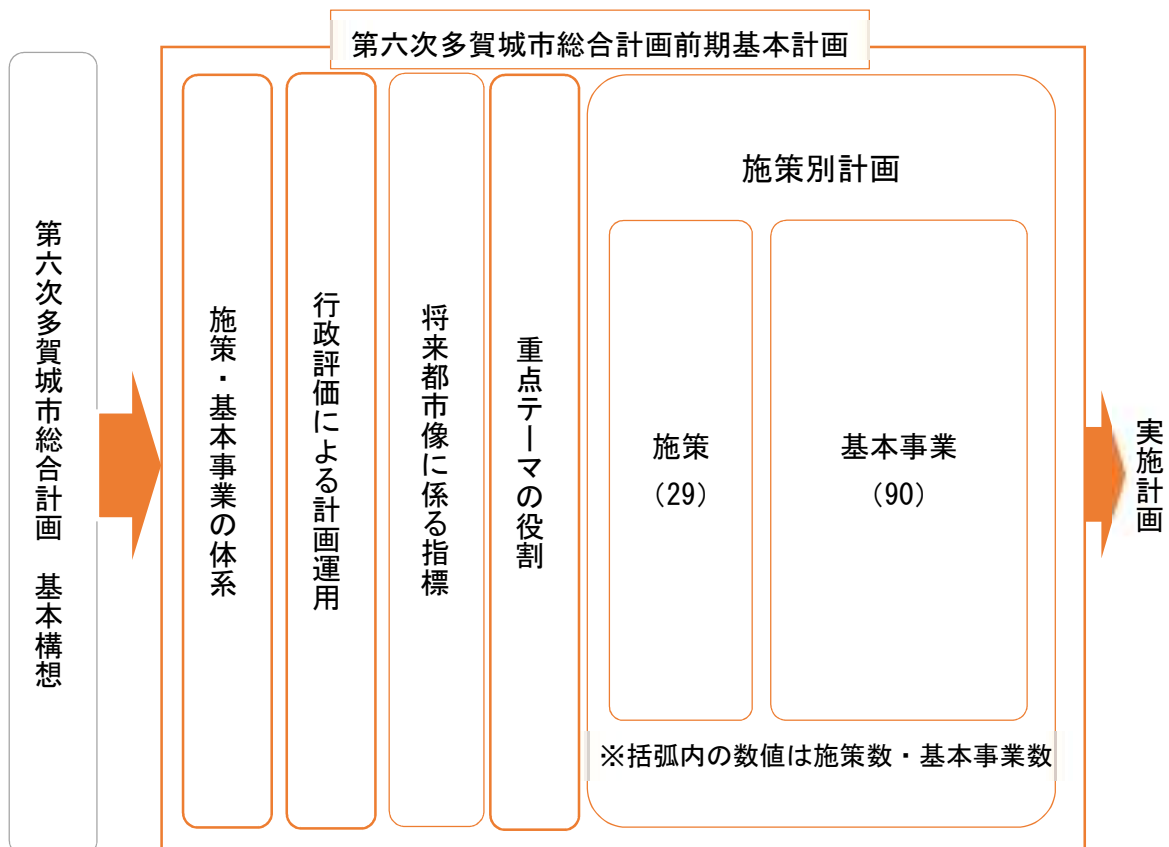 第六次多賀城市総合計画前期基本計画
第六次多賀城市総合計画　基本構想
施策・基本事業の体系
行政評価による計画運用
将来都市像に係る指標
重点テーマの役割
施策別計画
施策
（29）
基本事業
（90）
※括弧内の数値は施策数・基本事業数
実施計画